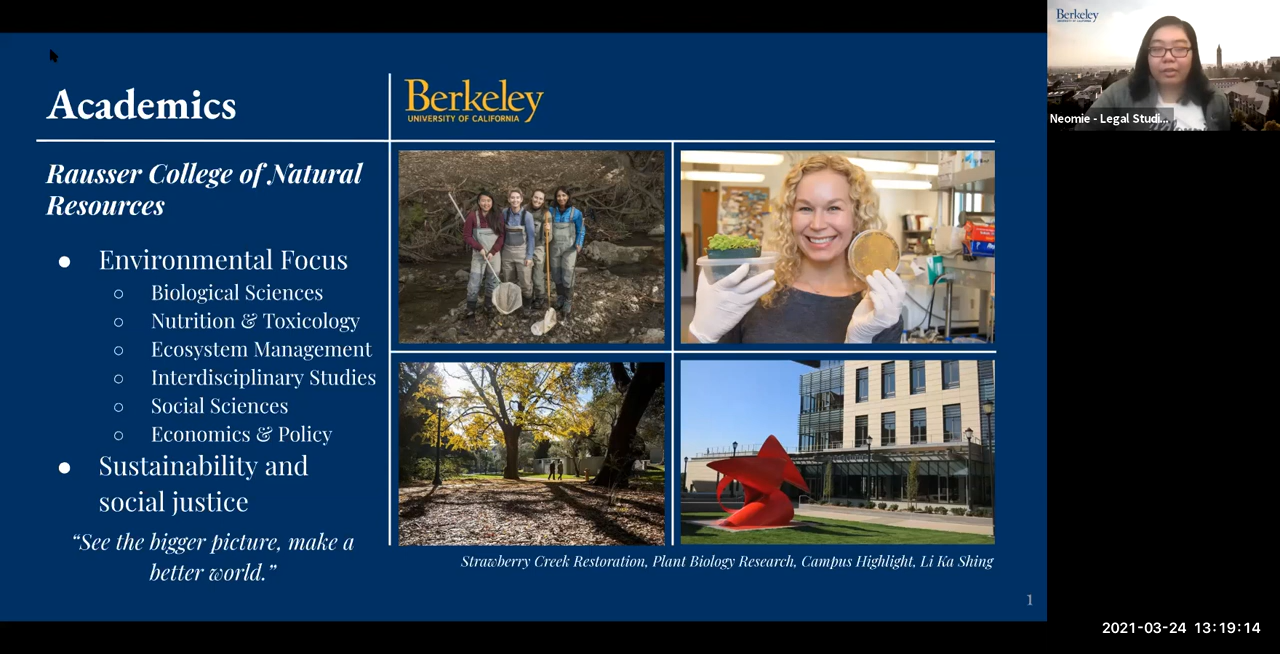 Academics
Berkeley
UNIVERSITY OF CALIFORNIA
Rausser College of Natural
Resources
● Environmental Focus
○ Biological Sciences
○ Nutrition & Toxicology
○ Ecosystem Management
○ Interdisciplinary Studies
○ Social Sciences
○ Economics & Policy
● Sustainability and
social justice
“See the bigger picture, make a
better world.”
Strawberry Creek Restoration, Plant Biology Research, Campus Highlight, Li Ka Shing
1
Berkeley
Neomie - Legal Studi...
2021-03-24 13:19:14